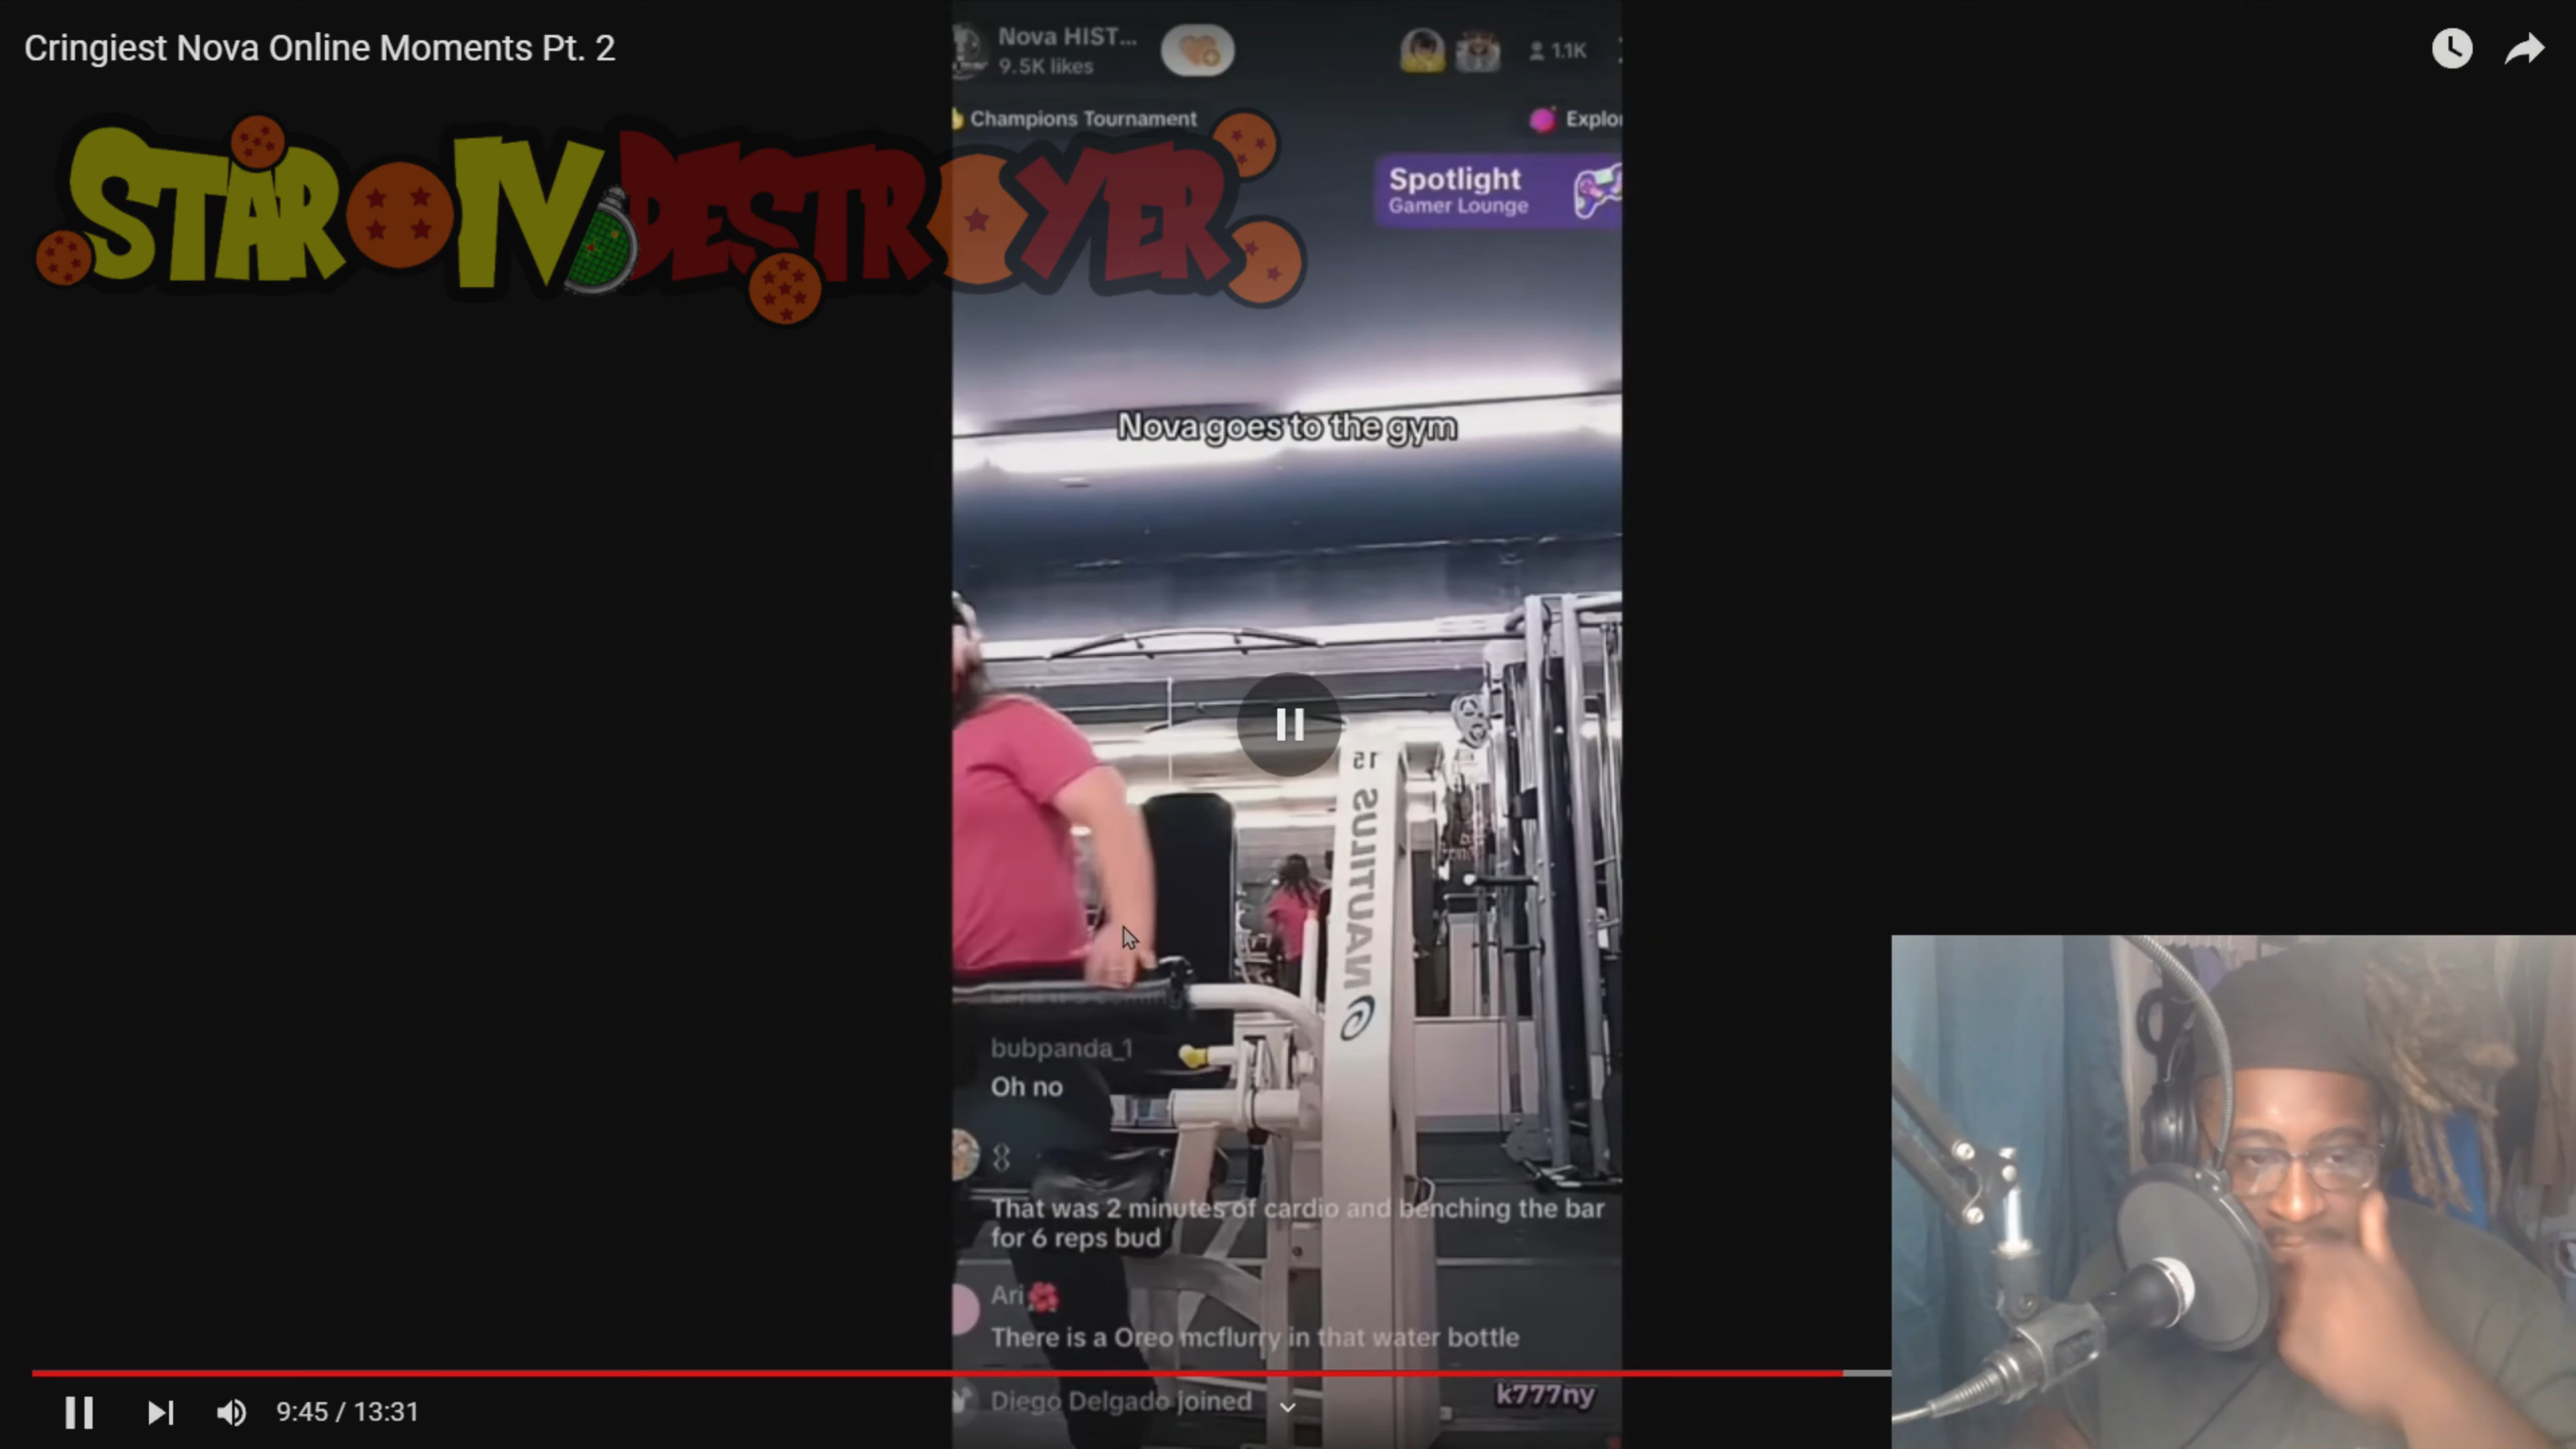 Cringiest Nova Online Moments Pt. 2
Nova HIST...
9.5K likes
1.1K
Champions Tournament
Explor
STAR IV DESTROYER
Spotlight
Gamer Lounge
Nova goes to the gym
15
NAUTILUS
bubpanda_1
Oh no
8
That was 2 minutes of cardio and benching the bar
for 6 reps bud
Ari
There is a Oreo mcflurry in that water bottle
Diego Delgado joined
k777ny
9:45 / 13:31